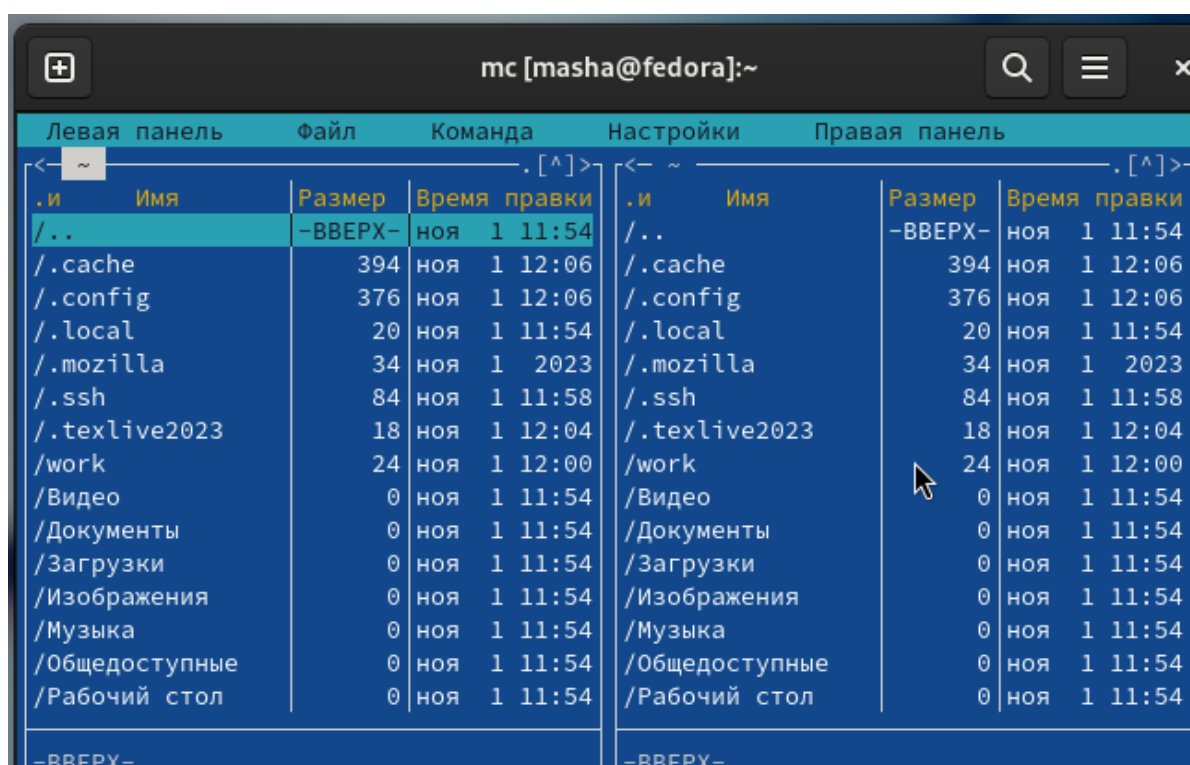 mc [masha@fedora]:~
Левая панель Файл Команда Настройки Правая панель
<— ~ .[^]> <— ~ .[^]>
.и Имя Размер Время правки .и Имя Размер Время правки
/.. -ВВЕРХ- ноя 1 11:54 /.. -ВВЕРХ- ноя 1 11:54
/.cache 394 ноя 1 12:06 /.cache 394 ноя 1 12:06
/.config 376 ноя 1 12:06 /.config 376 ноя 1 12:06
/.local 20 ноя 1 11:54 /.local 20 ноя 1 11:54
/.mozilla 34 ноя 1 2023 /.mozilla 34 ноя 1 2023
/.ssh 84 ноя 1 11:58 /.ssh 84 ноя 1 11:58
/.texlive2023 18 ноя 1 12:04 /.texlive2023 18 ноя 1 12:04
/work 24 ноя 1 12:00 /work 24 ноя 1 12:00
/Видео 0 ноя 1 11:54 /Видео 0 ноя 1 11:54
/Документы 0 ноя 1 11:54 /Документы 0 ноя 1 11:54
/Загрузки 0 ноя 1 11:54 /Загрузки 0 ноя 1 11:54
/Изображения 0 ноя 1 11:54 /Изображения 0 ноя 1 11:54
/Музыка 0 ноя 1 11:54 /Музыка 0 ноя 1 11:54
/Общедоступные 0 ноя 1 11:54 /Общедоступные 0 ноя 1 11:54
/Рабочий стол 0 ноя 1 11:54 /Рабочий стол 0 ноя 1 11:54
-ВВЕРХ- -ВВЕРХ-